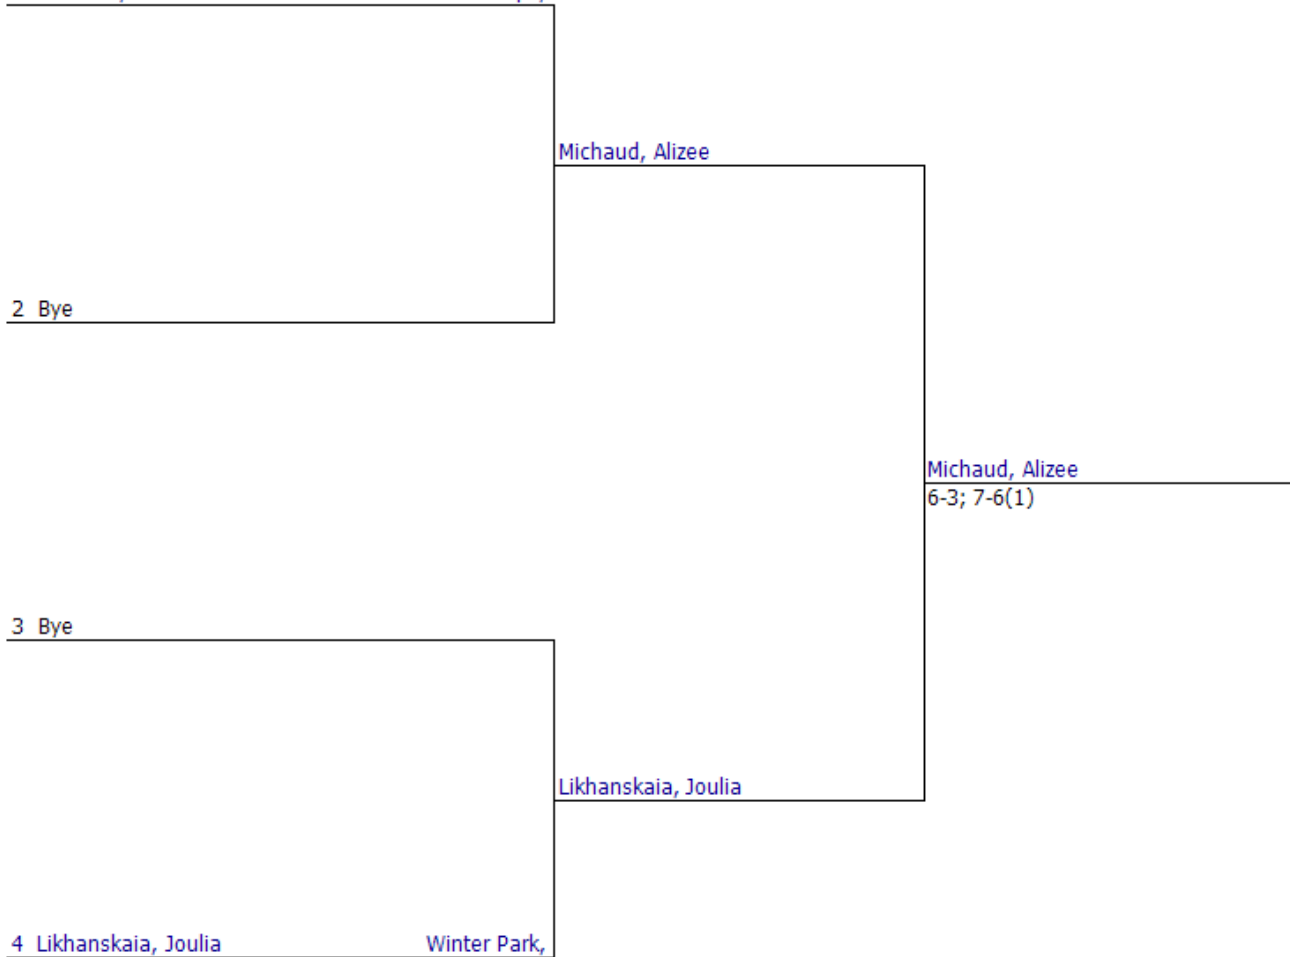 Michaud, Alizee
2 Bye
Michaud, Alizee
6-3; 7-6(1)
3 Bye
Likhanskaia, Joulia
4 Likhanskaia, Joulia Winter Park,